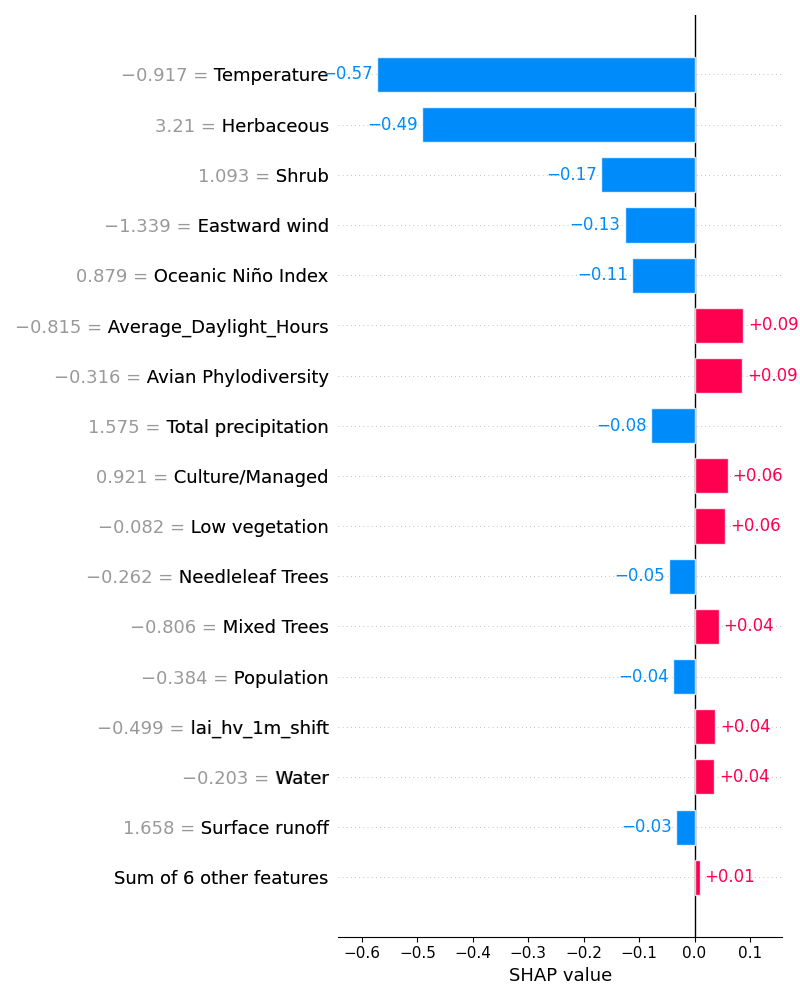 −0.917 = Temperature −0.57
3.21 = Herbaceous −0.49
1.093 = Shrub −0.17
−1.339 = Eastward wind −0.13
0.879 = Oceanic Niño Index −0.11
−0.815 = Average_Daylight_Hours +0.09
−0.316 = Avian Phylodiversity +0.09
1.575 = Total precipitation −0.08
0.921 = Culture/Managed +0.06
−0.082 = Low vegetation +0.06
−0.262 = Needleleaf Trees −0.05
−0.806 = Mixed Trees +0.04
−0.384 = Population −0.04
−0.499 = lai_hv_1m_shift +0.04
−0.203 = Water +0.04
1.658 = Surface runoff −0.03
Sum of 6 other features +0.01
−0.6 −0.5 −0.4 −0.3 −0.2 −0.1 0.0 0.1
SHAP value